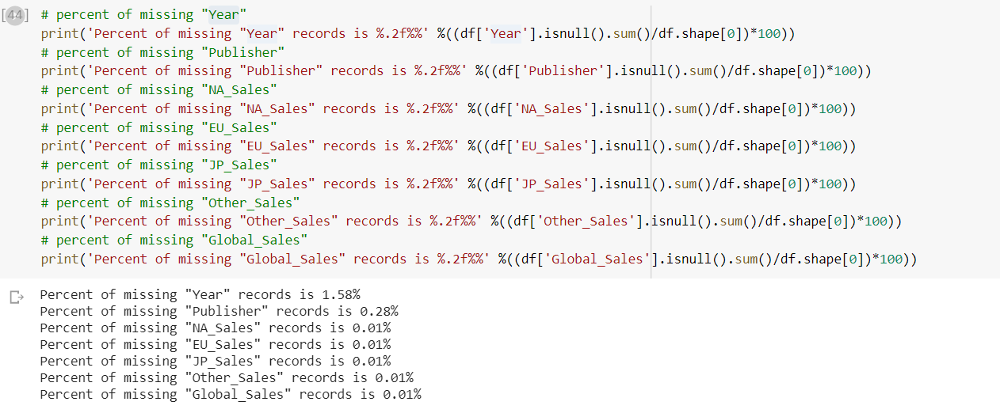 [44] # percent of missing "Year"
print('Percent of missing "Year" records is %.2f%%' %((df['Year'].isnull().sum()/df.shape[0])*100))
# percent of missing "Publisher"
print('Percent of missing "Publisher" records is %.2f%%' %((df['Publisher'].isnull().sum()/df.shape[0])*100))
# percent of missing "NA_Sales"
print('Percent of missing "NA_Sales" records is %.2f%%' %((df['NA_Sales'].isnull().sum()/df.shape[0])*100))
# percent of missing "EU_Sales"
print('Percent of missing "EU_Sales" records is %.2f%%' %((df['EU_Sales'].isnull().sum()/df.shape[0])*100))
# percent of missing "JP_Sales"
print('Percent of missing "JP_Sales" records is %.2f%%' %((df['JP_Sales'].isnull().sum()/df.shape[0])*100))
# percent of missing "Other_Sales"
print('Percent of missing "Other_Sales" records is %.2f%%' %((df['Other_Sales'].isnull().sum()/df.shape[0])*100))
# percent of missing "Global_Sales"
print('Percent of missing "Global_Sales" records is %.2f%%' %((df['Global_Sales'].isnull().sum()/df.shape[0])*100))
Percent of missing "Year" records is 1.58%
Percent of missing "Publisher" records is 0.28%
Percent of missing "NA_Sales" records is 0.01%
Percent of missing "EU_Sales" records is 0.01%
Percent of missing "JP_Sales" records is 0.01%
Percent of missing "Other_Sales" records is 0.01%
Percent of missing "Global_Sales" records is 0.01%